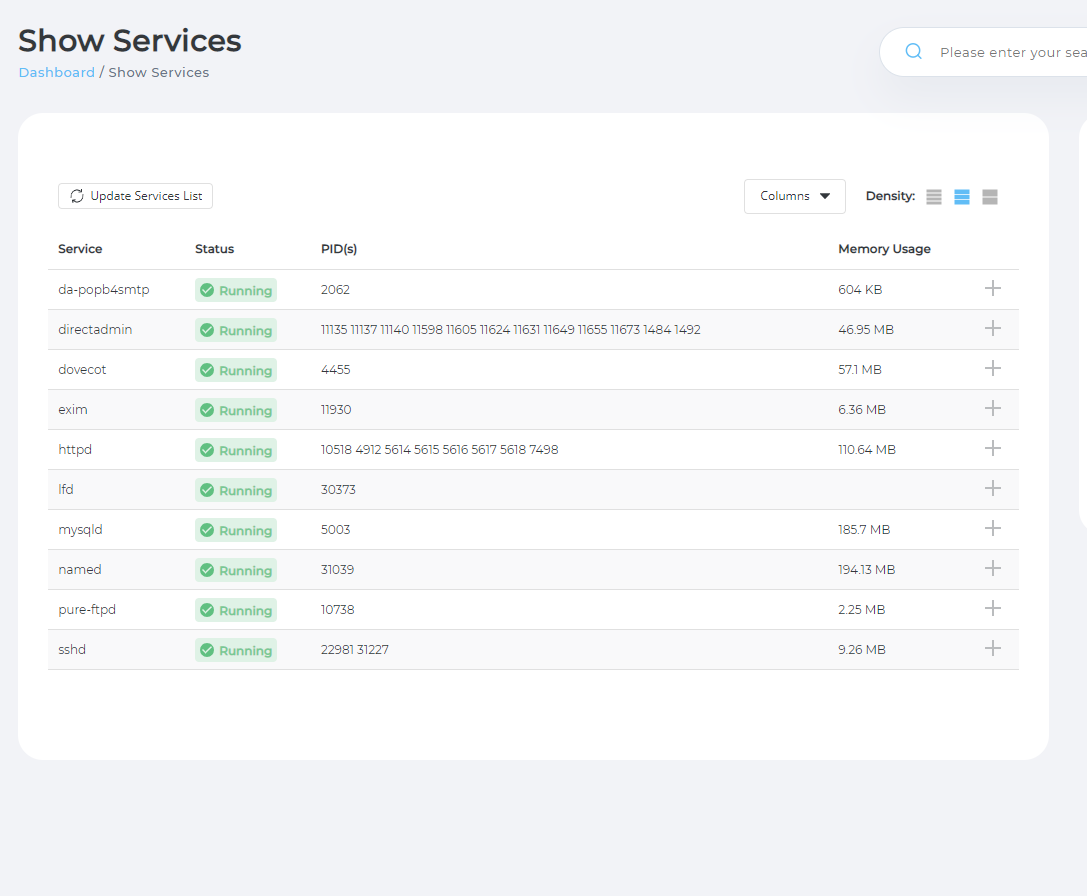 Show Services
Dashboard / Show Services
Please enter your sea
Update Services List
Columns
Density:
Service Status PID(s) Memory Usage
da-popb4smtp Running 2062 604 KB
directadmin Running 11135 11137 11140 11598 11605 11624 11631 11649 11655 11673 1484 1492 46.95 MB
dovecot Running 4455 57.1 MB
exim Running 11930 6.36 MB
httpd Running 10518 4912 5614 5615 5616 5617 5618 7498 110.64 MB
lfd Running 30373
mysqld Running 5003 185.7 MB
named Running 31039 194.13 MB
pure-ftpd Running 10738 2.25 MB
sshd Running 22981 31227 9.26 MB